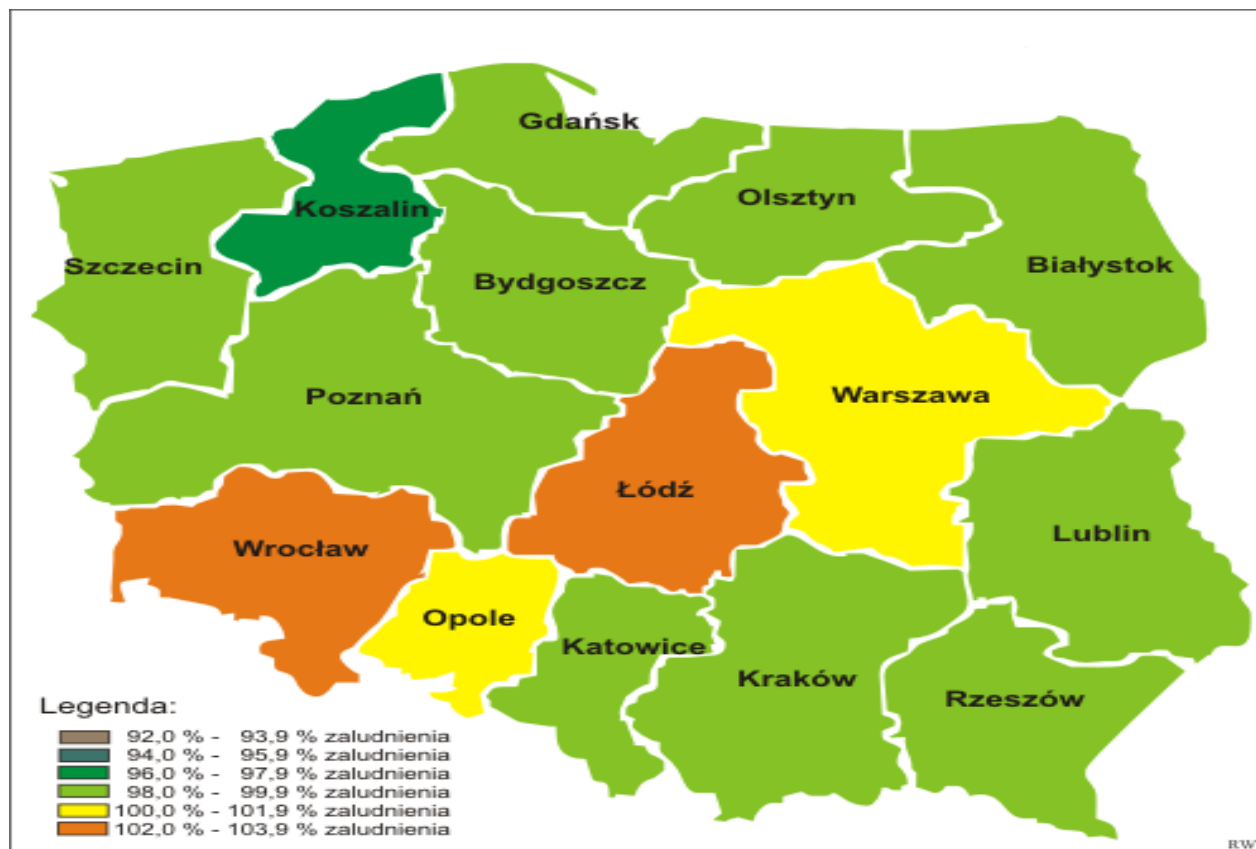 Gdańsk
Olsztyn
Koszalin
Szczecin
Białystok
Bydgoszcz
Poznań
Warszawa
Łódź
Wrocław
Lublin
Opole
Katowice
Kraków
Rzeszów
Legenda:
92,0 % - 93,9 % zaludnienia
94,0 % - 95,9 % zaludnienia
96,0 % - 97,9 % zaludnienia
98,0 % - 99,9 % zaludnienia
100,0 % - 101,9 % zaludnienia
102,0 % - 103,9 % zaludnienia
RW